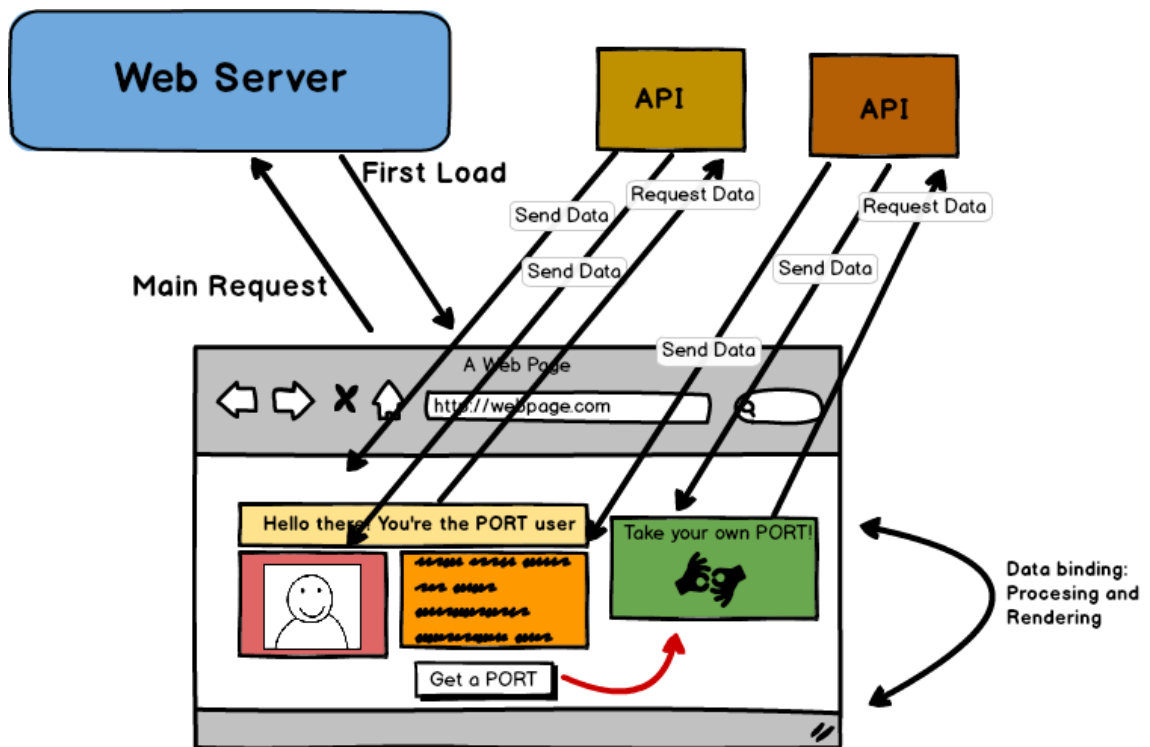 Web Server
API
API
First Load
Request Data
Request Data
Send Data
Send Data
Send Data
Main Request
Send Data
A Web Page
http://webpage.com
Hello there! You're the PORT user
Take your own PORT!
Data binding:
Procesing and
Rendering
Get a PORT